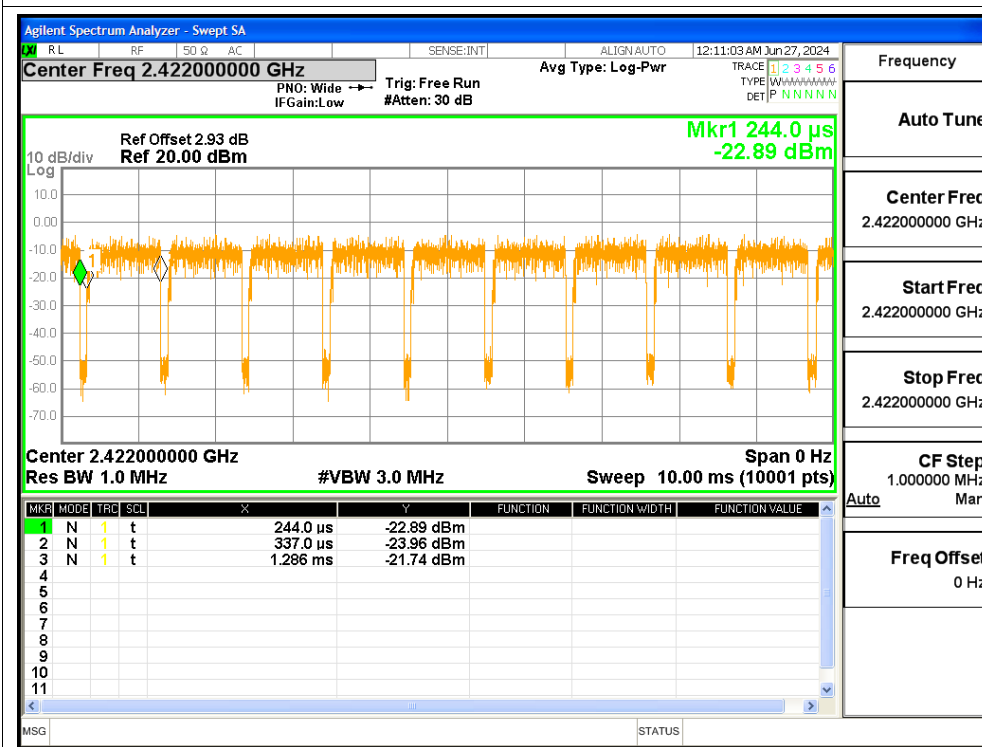 Agilent Spectrum Analyzer - Swept SA
LXI RL RF 50 Ω AC SENSE:INT ALIGN AUTO 12:11:03 AM Jun 27, 2024
Center Freq 2.422000000 GHz
PNO: Wide
IFGain:Low
Trig: Free Run
#Atten: 30 dB
Avg Type: Log-Pwr
TRACE 1 2 3 4 5 6
TYPE WWWWWW
DET P N N N N N
Mkr1 244.0 µs
-22.89 dBm
Ref Offset 2.93 dB
10 dB/div Ref 20.00 dBm
Log
10.0
0.00
-10.0
-20.0
-30.0
-40.0
-50.0
-60.0
-70.0
1
Center 2.422000000 GHz Span 0 Hz
Res BW 1.0 MHz #VBW 3.0 MHz Sweep 10.00 ms (10001 pts)
MKR MODE TRC SCL X Y FUNCTION FUNCTION WIDTH FUNCTION VALUE
1 N 1 t 244.0 µs -22.89 dBm
2 N 1 t 337.0 µs -23.96 dBm
3 N 1 t 1.286 ms -21.74 dBm
4
5
6
7
8
9
10
11
MSG STATUS
Frequency
Auto Tune
Center Freq
2.422000000 GHz
Start Freq
2.422000000 GHz
Stop Freq
2.422000000 GHz
CF Step
1.000000 MHz
Auto Man
Freq Offset
0 Hz